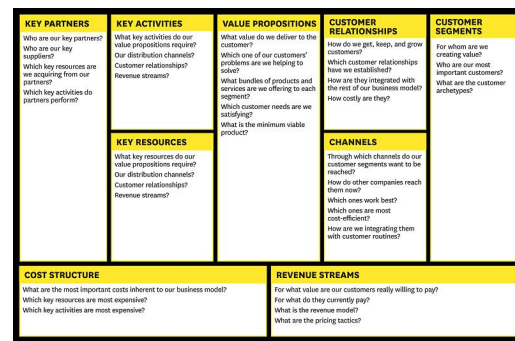 KEY PARTNERS
Who are our key partners?
Who are our key
suppliers?
Which key resources are
we acquiring from our
partners?
Which key activities do
partners perform?
KEY ACTIVITIES
What key activities do our
value propositions require?
Our distribution channels?
Customer relationships?
Revenue streams?
KEY RESOURCES
What key resources do our
value propositions require?
Our distribution channels?
Customer relationships?
Revenue streams?
VALUE PROPOSITIONS
What value do we deliver to the
customer?
Which one of our customers'
problems are we helping to
solve?
What bundles of products and
services are we offering to each
segment?
Which customer needs are we
satisfying?
What is the minimum viable
product?
CUSTOMER
RELATIONSHIPS
How do we get, keep, and grow
customers?
Which customer relationships
have we established?
How are they integrated with
the rest of our business model?
How costly are they?
CHANNELS
Through which channels do our
customer segments want to be
reached?
How do other companies reach
them now?
Which ones work best?
Which ones are most
cost-efficient?
How are we integrating them
with customer routines?
CUSTOMER
SEGMENTS
For whom are we
creating value?
Who are our most
important customers?
What are the customer
archetypes?
COST STRUCTURE
What are the most important costs inherent to our business model?
Which key resources are most expensive?
Which key activities are most expensive?
REVENUE STREAMS
For what value are our customers really willing to pay?
For what do they currently pay?
What is the revenue model?
What are the pricing tactics?